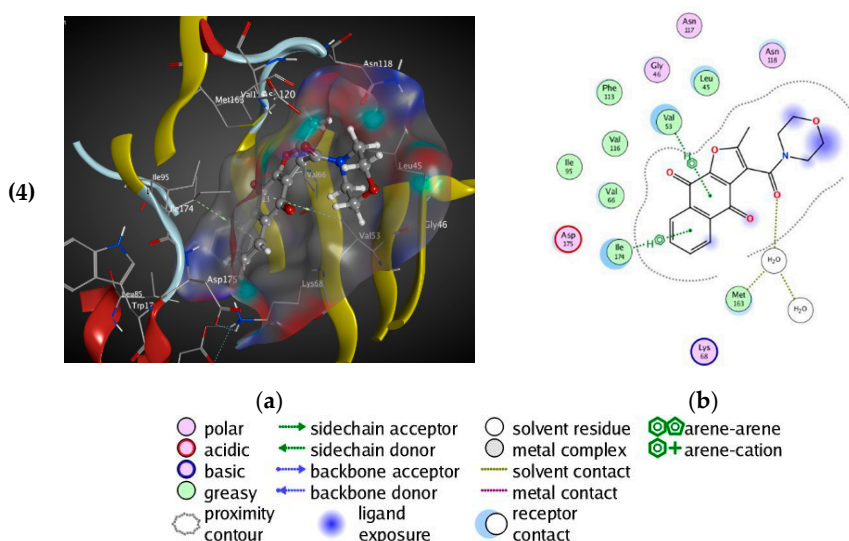 (4)
Asn118
Met163
Val1
120
Leu45
Ile95
Val66
174
Gly46
Val53
Asp175
Lys68
Leu85
Trp17
Asn
117
Gly
46
Asn
118
Leu
45
Phe
113
Val
53
Val
116
Ile
95
Val
66
Asp
175
Ile
174
Met
163
Lys
68
O
O
O
O
O
N
H
H
H₂O
H₂O
(a)
(b)
polar
sidechain acceptor
solvent residue
arene-arene
acidic
sidechain donor
metal complex
arene-cation
basic
backbone acceptor
solvent contact
greasy
backbone donor
metal contact
proximity
contour
ligand
exposure
receptor
contact